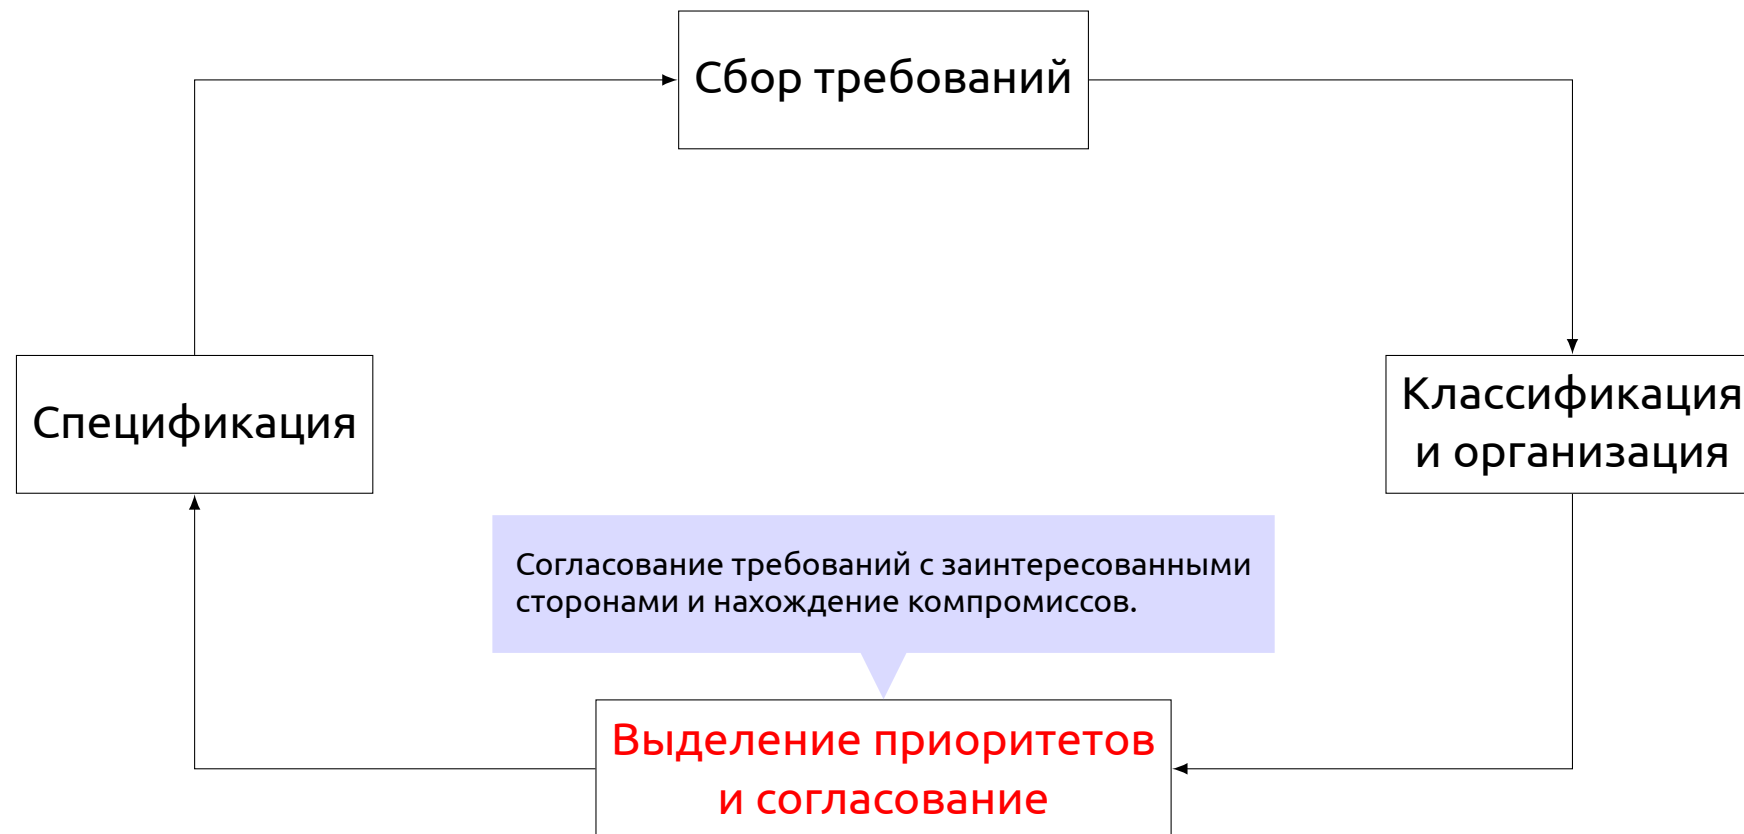 Сбор требований
Спецификация
Классификация
и организация
Согласование требований с заинтересованными
сторонами и нахождение компромиссов.
Выделение приоритетов
и согласование